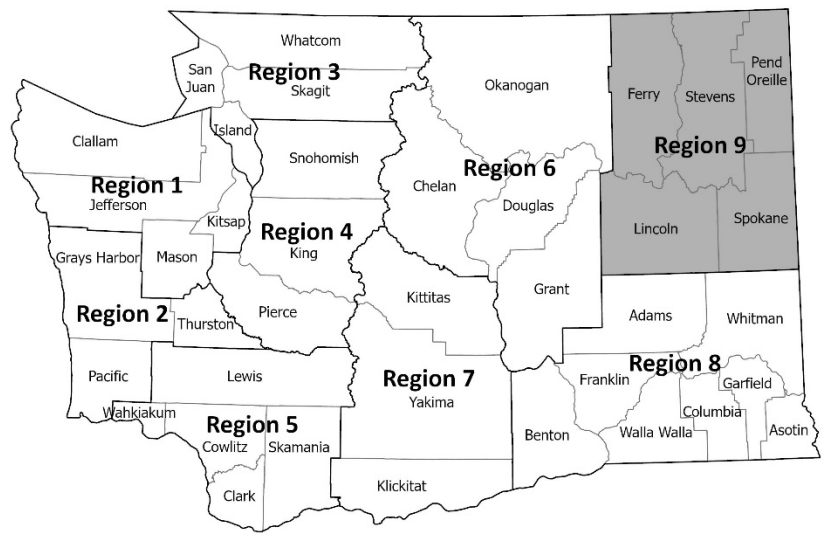 Whatcom
San
Juan
Region 3
Skagit
Okanogan
Pend
Oreille
Ferry
Stevens
Island
Clallam
Snohomish
Region 9
Region 6
Chelan
Region 1
Jefferson
Douglas
Kitsap
Region 4
King
Lincoln
Spokane
Grays Harbor
Mason
Kittitas
Grant
Region 2
Thurston
Pierce
Adams
Whitman
Region 8
Pacific
Lewis
Region 7
Yakima
Franklin
Garfield
Wahkiakum
Region 5
Cowlitz
Skamania
Columbia
Benton
Walla Walla
Asotin
Clark
Klickitat